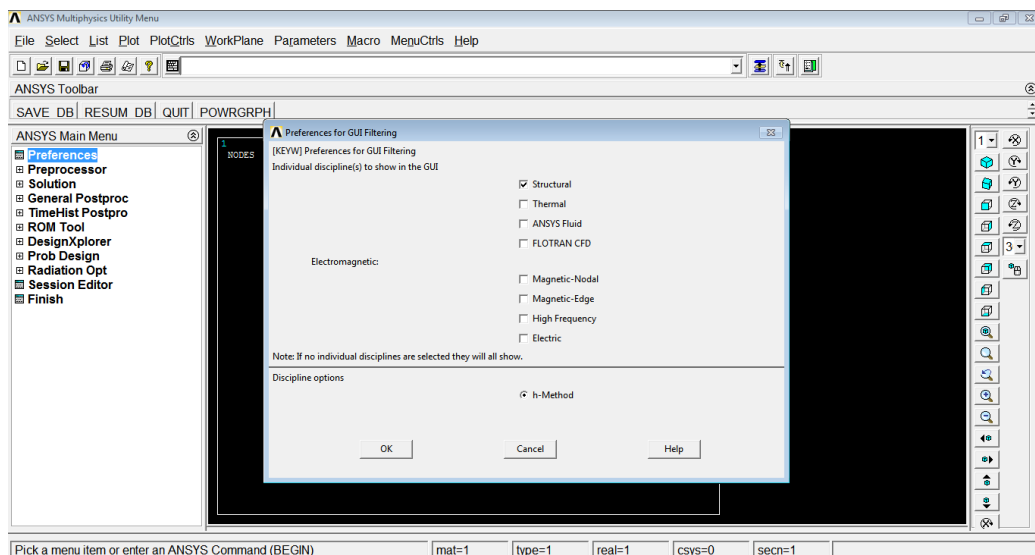 ANSYS Multiphysics Utility Menu
File Select List Plot PlotCtrls WorkPlane Parameters Macro MenuCtrls Help
ANSYS Toolbar
SAVE_DB RESUM_DB QUIT POWRGRPH
ANSYS Main Menu
Preferences
Preprocessor
Solution
General Postproc
TimeHist Postpro
ROM Tool
DesignXplorer
Prob Design
Radiation Opt
Session Editor
Finish
1
NODES
Preferences for GUI Filtering
[KEYW] Preferences for GUI Filtering
Individual discipline(s) to show in the GUI
Structural
Thermal
ANSYS Fluid
FLOTRAN CFD
Electromagnetic:
Magnetic-Nodal
Magnetic-Edge
High Frequency
Electric
Note: If no individual disciplines are selected they will all show.
Discipline options
h-Method
OK Cancel Help
1
3
Pick a menu item or enter an ANSYS Command (BEGIN) mat=1 type=1 real=1 csys=0 secn=1